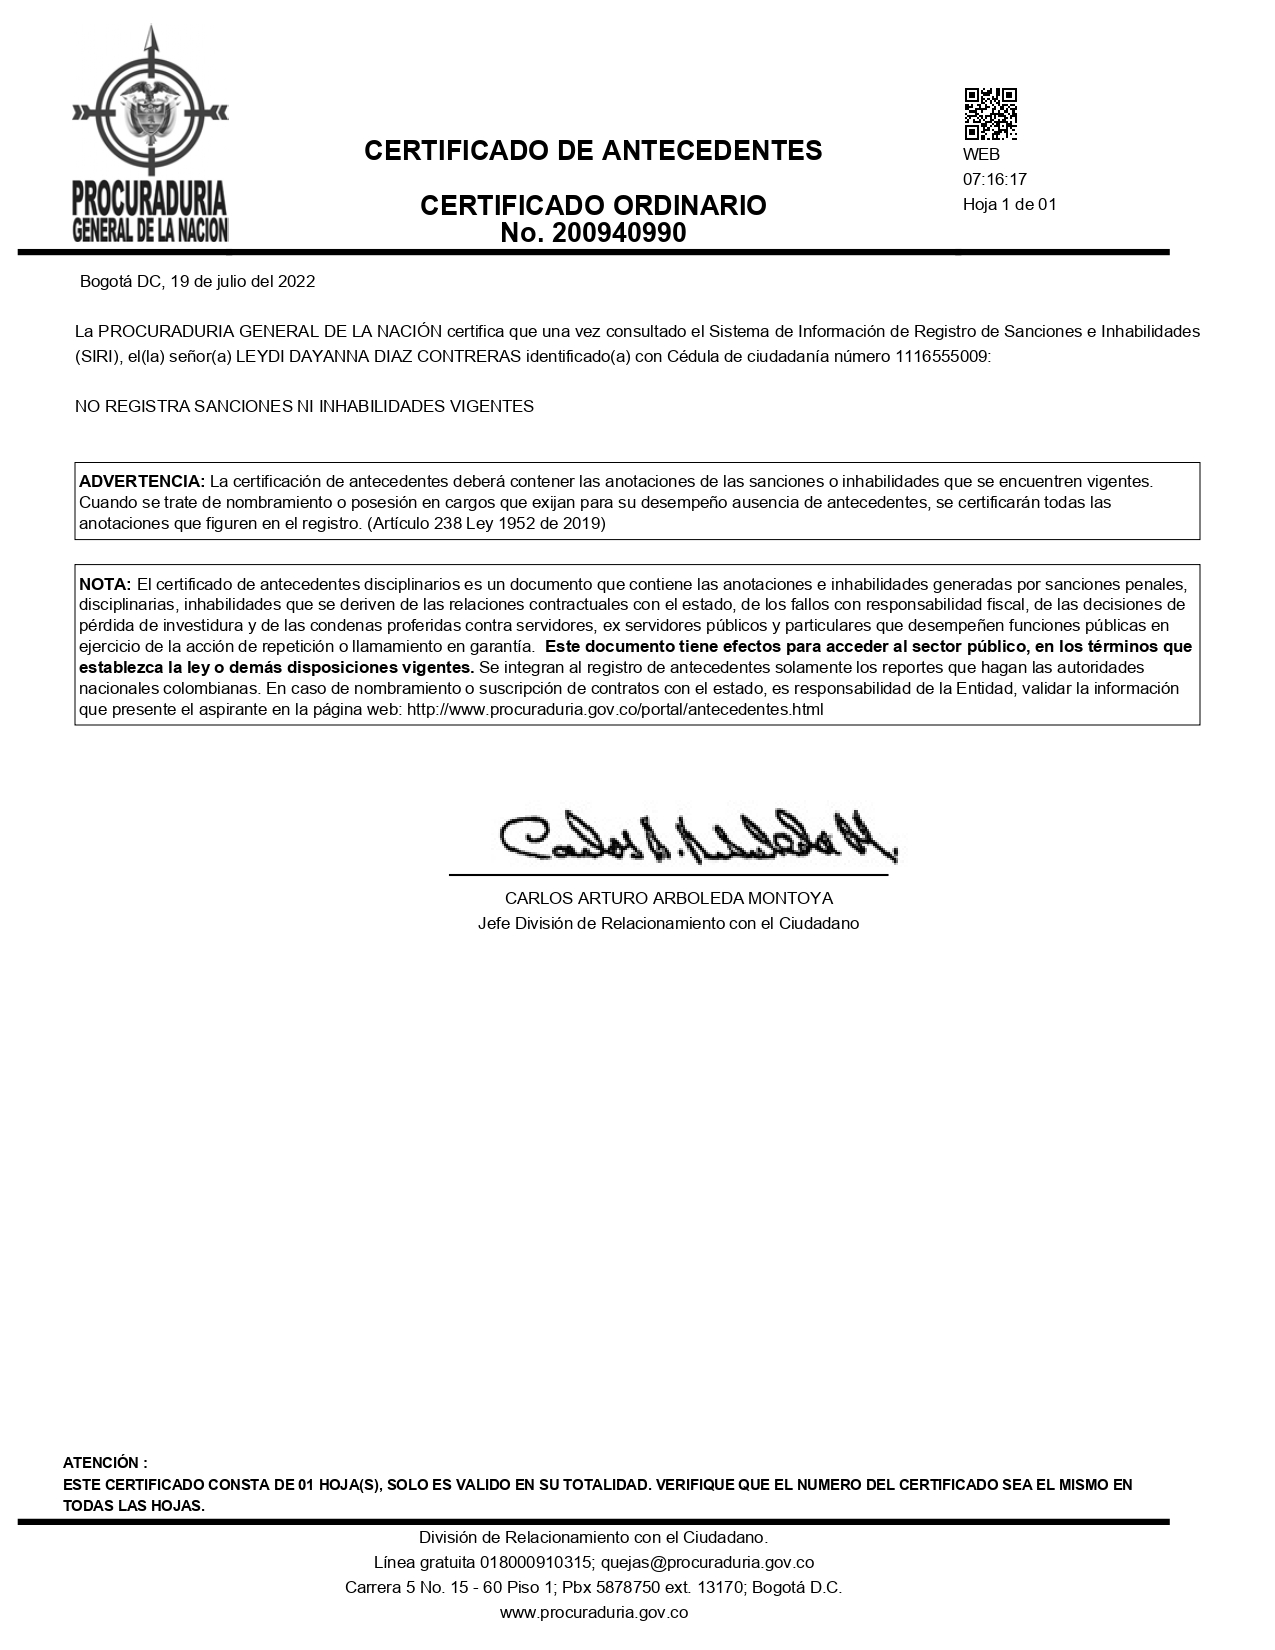 PROCURADURIA
GENERAL DE LA NACION
CERTIFICADO DE ANTECEDENTES
CERTIFICADO ORDINARIO
No. 200940990
WEB
07:16:17
Hoja 1 de 01
Bogotá DC, 19 de julio del 2022
La PROCURADURIA GENERAL DE LA NACIÓN certifica que una vez consultado el Sistema de Información de Registro de Sanciones e Inhabilidades
(SIRI), el(la) señor(a) LEYDI DAYANNA DIAZ CONTRERAS identificado(a) con Cédula de ciudadanía número 1116555009:
NO REGISTRA SANCIONES NI INHABILIDADES VIGENTES
ADVERTENCIA: La certificación de antecedentes deberá contener las anotaciones de las sanciones o inhabilidades que se encuentren vigentes.
Cuando se trate de nombramiento o posesión en cargos que exijan para su desempeño ausencia de antecedentes, se certificarán todas las
anotaciones que figuren en el registro. (Artículo 238 Ley 1952 de 2019)
NOTA: El certificado de antecedentes disciplinarios es un documento que contiene las anotaciones e inhabilidades generadas por sanciones penales,
disciplinarias, inhabilidades que se deriven de las relaciones contractuales con el estado, de los fallos con responsabilidad fiscal, de las decisiones de
pérdida de investidura y de las condenas proferidas contra servidores, ex servidores públicos y particulares que desempeñen funciones públicas en
ejercicio de la acción de repetición o llamamiento en garantía. Este documento tiene efectos para acceder al sector público, en los términos que
establezca la ley o demás disposiciones vigentes. Se integran al registro de antecedentes solamente los reportes que hagan las autoridades
nacionales colombianas. En caso de nombramiento o suscripción de contratos con el estado, es responsabilidad de la Entidad, validar la información
que presente el aspirante en la página web: http://www.procuraduria.gov.co/portal/antecedentes.html
CARLOS ARTURO ARBOLEDA MONTOYA
Jefe División de Relacionamiento con el Ciudadano
ATENCIÓN :
ESTE CERTIFICADO CONSTA DE 01 HOJA(S), SOLO ES VALIDO EN SU TOTALIDAD. VERIFIQUE QUE EL NUMERO DEL CERTIFICADO SEA EL MISMO EN
TODAS LAS HOJAS.
División de Relacionamiento con el Ciudadano.
Línea gratuita 018000910315; quejas@procuraduria.gov.co
Carrera 5 No. 15 - 60 Piso 1; Pbx 5878750 ext. 13170; Bogotá D.C.
www.procuraduria.gov.co